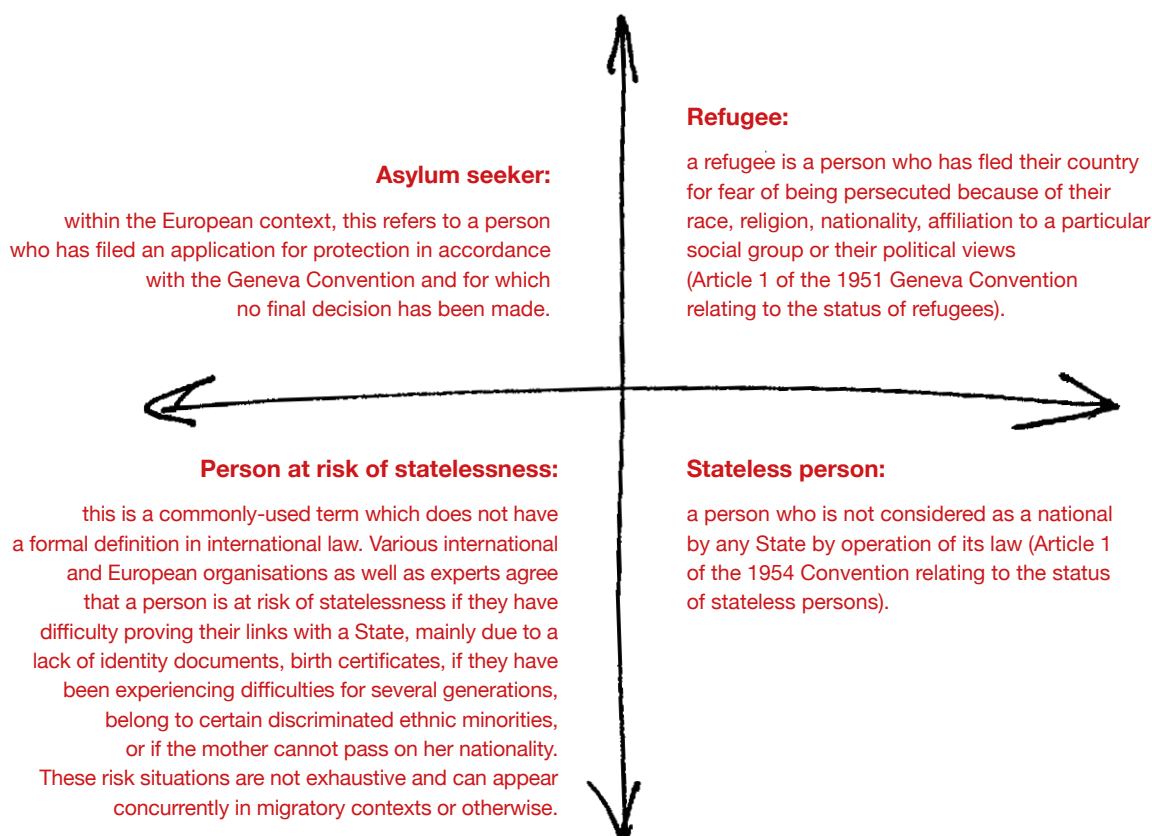 Asylum seeker:
within the European context, this refers to a person
who has filed an application for protection in accordance
with the Geneva Convention and for which
no final decision has been made.
Refugee:
a refugee is a person who has fled their country
for fear of being persecuted because of their
race, religion, nationality, affiliation to a particular
social group or their political views
(Article 1 of the 1951 Geneva Convention
relating to the status of refugees).
Person at risk of statelessness:
this is a commonly-used term which does not have
a formal definition in international law. Various international
and European organisations as well as experts agree
that a person is at risk of statelessness if they have
difficulty proving their links with a State, mainly due to a
lack of identity documents, birth certificates, if they have
been experiencing difficulties for several generations,
belong to certain discriminated ethnic minorities,
or if the mother cannot pass on her nationality.
These risk situations are not exhaustive and can appear
concurrently in migratory contexts or otherwise.
Stateless person:
a person who is not considered as a national
by any State by operation of its law (Article 1
of the 1954 Convention relating to the status
of stateless persons).